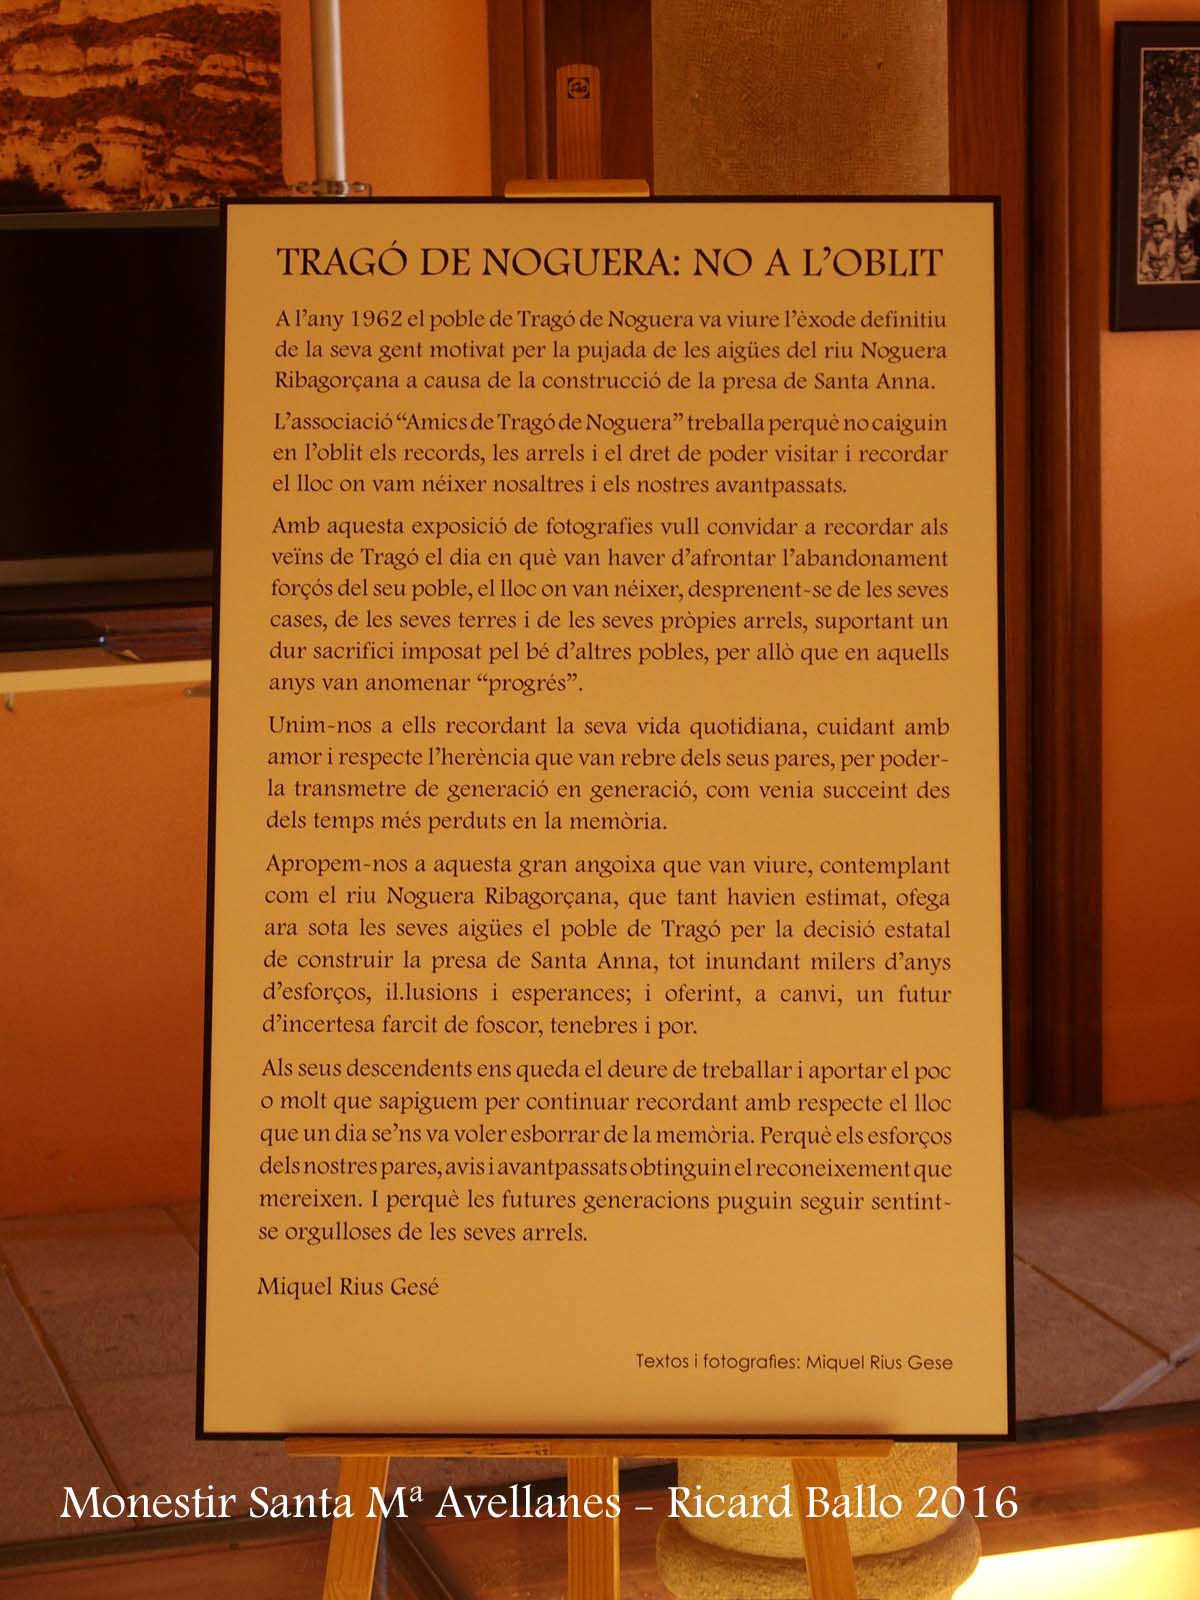 TRAGÓ DE NOGUERA: NO A L'OBLIT
A l'any 1962 el poble de Tragó de Noguera va viure l'èxode definitiu
de la seva gent motivat per la pujada de les aigües del riu Noguera
Ribagorçana a causa de la construcció de la presa de Santa Anna.
L'associació “Amics de Tragó de Noguera” treballa perquè no caiguin
en l'oblit els records, les arrels i el dret de poder visitar i recordar
el lloc on vam néixer nosaltres i els nostres avantpassats.
Amb aquesta exposició de fotografies vull convidar a recordar als
veïns de Tragó el dia en què van haver d'afrontar l'abandonament
forçós del seu poble, el lloc on van néixer, desprenent-se de les seves
cases, de les seves terres i de les seves pròpies arrels, suportant un
dur sacrifici imposat pel bé d'altres pobles, per allò que en aquells
anys van anomenar “progrés”.
Unim-nos a ells recordant la seva vida quotidiana, cuidant amb
amor i respecte l'herència que van rebre dels seus pares, per poder-
la transmetre de generació en generació, com venia succeint des
dels temps més perduts en la memòria.
Apropem-nos a aquesta gran angoixa que van viure, contemplant
com el riu Noguera Ribagorçana, que tant havien estimat, ofega
ara sota les seves aigües el poble de Tragó per la decisió estatal
de construir la presa de Santa Anna, tot inundant milers d'anys
d'esforços, il.lusions i esperances; i oferint, a canvi, un futur
d'incertesa farcit de foscor, tenebres i por.
Als seus descendents ens queda el deure de treballar i aportar el poc
o molt que sapiguem per continuar recordant amb respecte el lloc
que un dia se'ns va voler esborrar de la memòria. Perquè els esforços
dels nostres pares, avis i avantpassats obtinguin el reconeixement que
mereixen. I perquè les futures generacions puguin seguir sentint-
se orgulloses de les seves arrels.
Miquel Rius Gesé
Textos i fotografies: Miquel Rius Gese
Monestir Santa Mª Avellanes - Ricard Ballo 2016